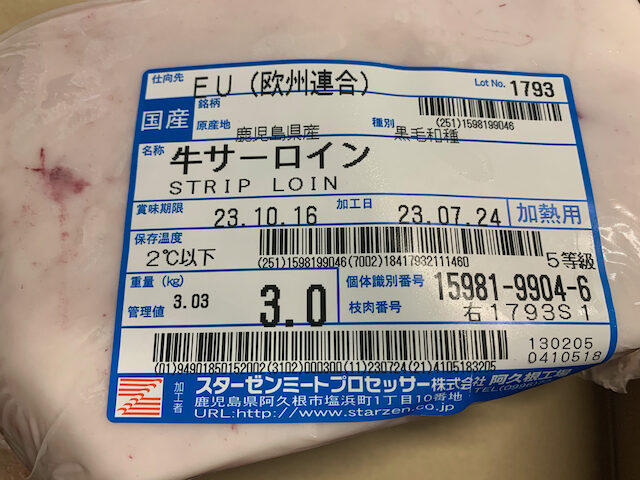 仕向先 EU (欧州連合) Lot No. 1793
国産 銘柄
(251)1598199046
原産地 鹿児島県産 種別 黒毛和種
名称 牛サーロイン
STRIP LOIN
賞味期限 23.10.16 加工日 23.07.24 加熱用
保存温度 2℃以下
(251)1598199046(7002)18417932111460 5等級
重量 (kg) 3.0 個体識別番号 15981-9904-6
管理値 3.03 枝肉番号 右1793S1
(01)94901850152002(3102)000300(11)230724(21)4105183205
130205
0410518
加工者 スターゼンミートプロセッサー株式会社 阿久根工場
鹿児島県阿久根市塩浜町1丁目10番地 TEL(0996)
URL:http://www.starzen.co.jp